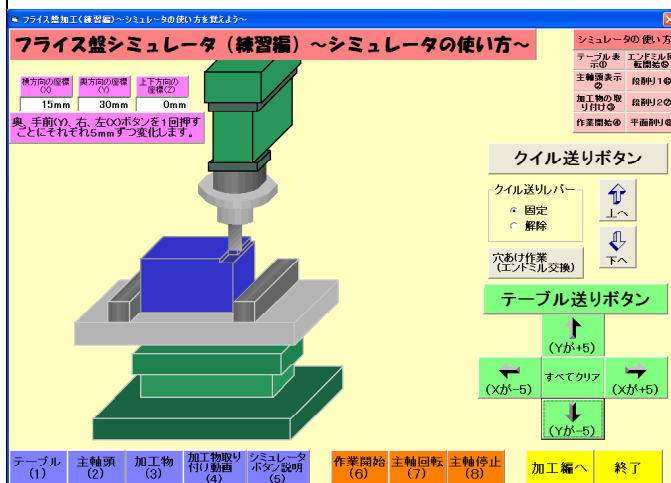 フライス盤加工(練習編)~シミュレータの使い方を覚えよう~
フライス盤シミュレータ(練習編)~シミュレータの使い方~
シミュレータの使い方
テーブル表
示①
エンドミル回
転開始⑤
主軸頭表示
②
段削り1⑥
加工物の取
り付け③
段削り2⑦
作業開始④
平面削り⑧
横方向の座標
(X)
奥方向の座標
(Y)
上下方向の
座標(Z)
15mm
30mm
0mm
奥、手前(Y)、右、左(X)ボタンを1回押す
ごとにそれぞれ5mmずつ変化します。
クイル送りボタン
クイル送りレバー
固定
解除
上へ
下へ
穴あけ作業
(エンドミル交換)
テーブル送りボタン
(Yが+5)
(Xが-5)
すべてクリア
(Xが+5)
(Yが-5)
テーブル
(1)
主軸頭
(2)
加工物
(3)
加工物取り
付け動画
(4)
シミュレータ
ボタン説明
(5)
作業開始
(6)
主軸回転
(7)
主軸停止
(8)
加工編へ
終了